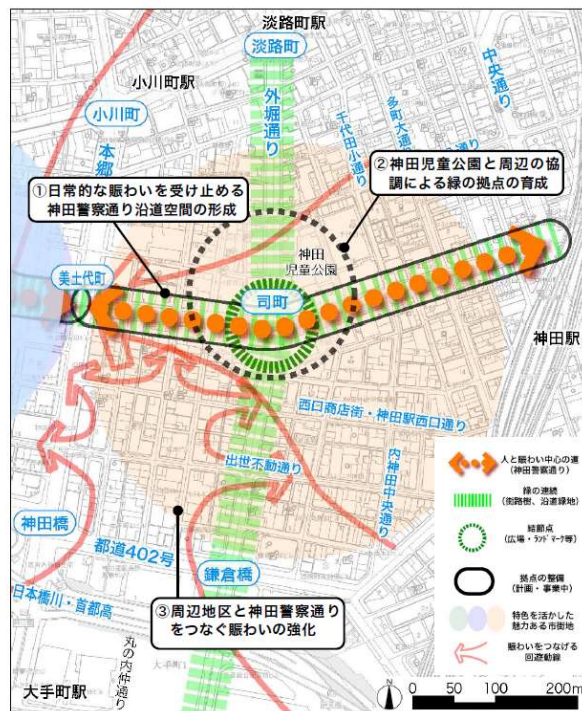 淡路町駅
淡路町
小川町駅
中央通り
小川町
外堀通り
多町大通り
千代田小通り
本郷
②神田児童公園と周辺の協
調による緑の拠点の育成
①日常的な賑わいを受け止める
神田警察通り沿道空間の形成
神田
児童公園
美土代町
司町
神田駅
西口商店街・神田駅西口通り
出世不動通り
内神田中央通り
神田橋
都道402号
鎌倉橋
日本橋川・首都高
③周辺地区と神田警察通り
をつなぐ賑わいの強化
丸の内仲通り
大手町駅
人と賑わい中心の道
(神田警察通り)
緑の連続
(街路樹、沿道緑地)
結節点
(広場・ランドマーク等)
拠点の整備
(計画・事業中)
特色を活かした
魅力ある市街地
賑わいをつなげる
回遊動線
0 50 100 200m